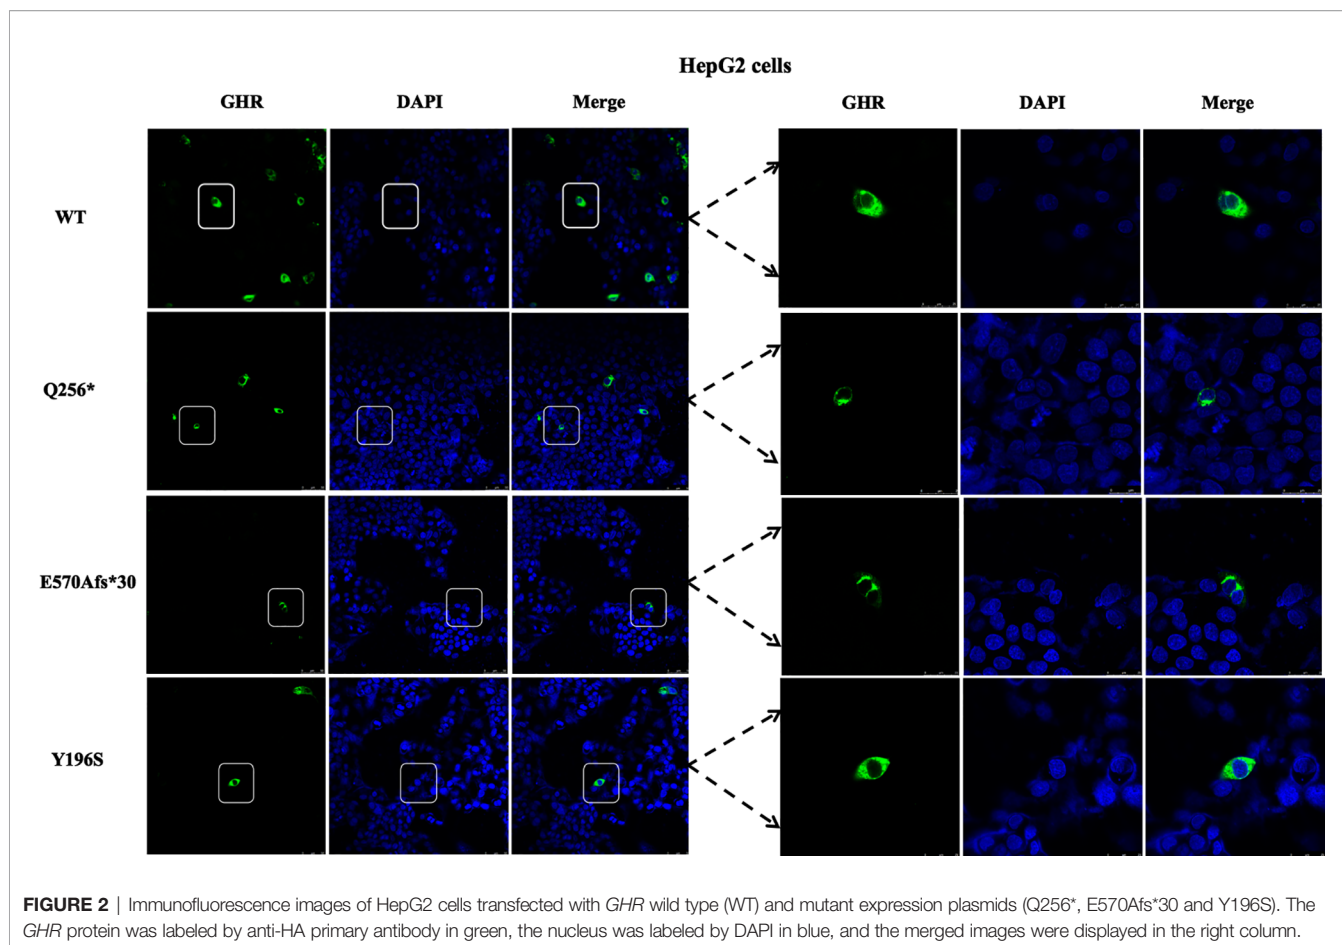 HepG2 cells
GHR DAPI Merge GHR DAPI Merge
WT
Q256*
E570Afs*30
Y196S
FIGURE 2 | Immunofluorescence images of HepG2 cells transfected with GHR wild type (WT) and mutant expression plasmids (Q256*, E570Afs*30 and Y196S). The
GHR protein was labeled by anti-HA primary antibody in green, the nucleus was labeled by DAPI in blue, and the merged images were displayed in the right column.